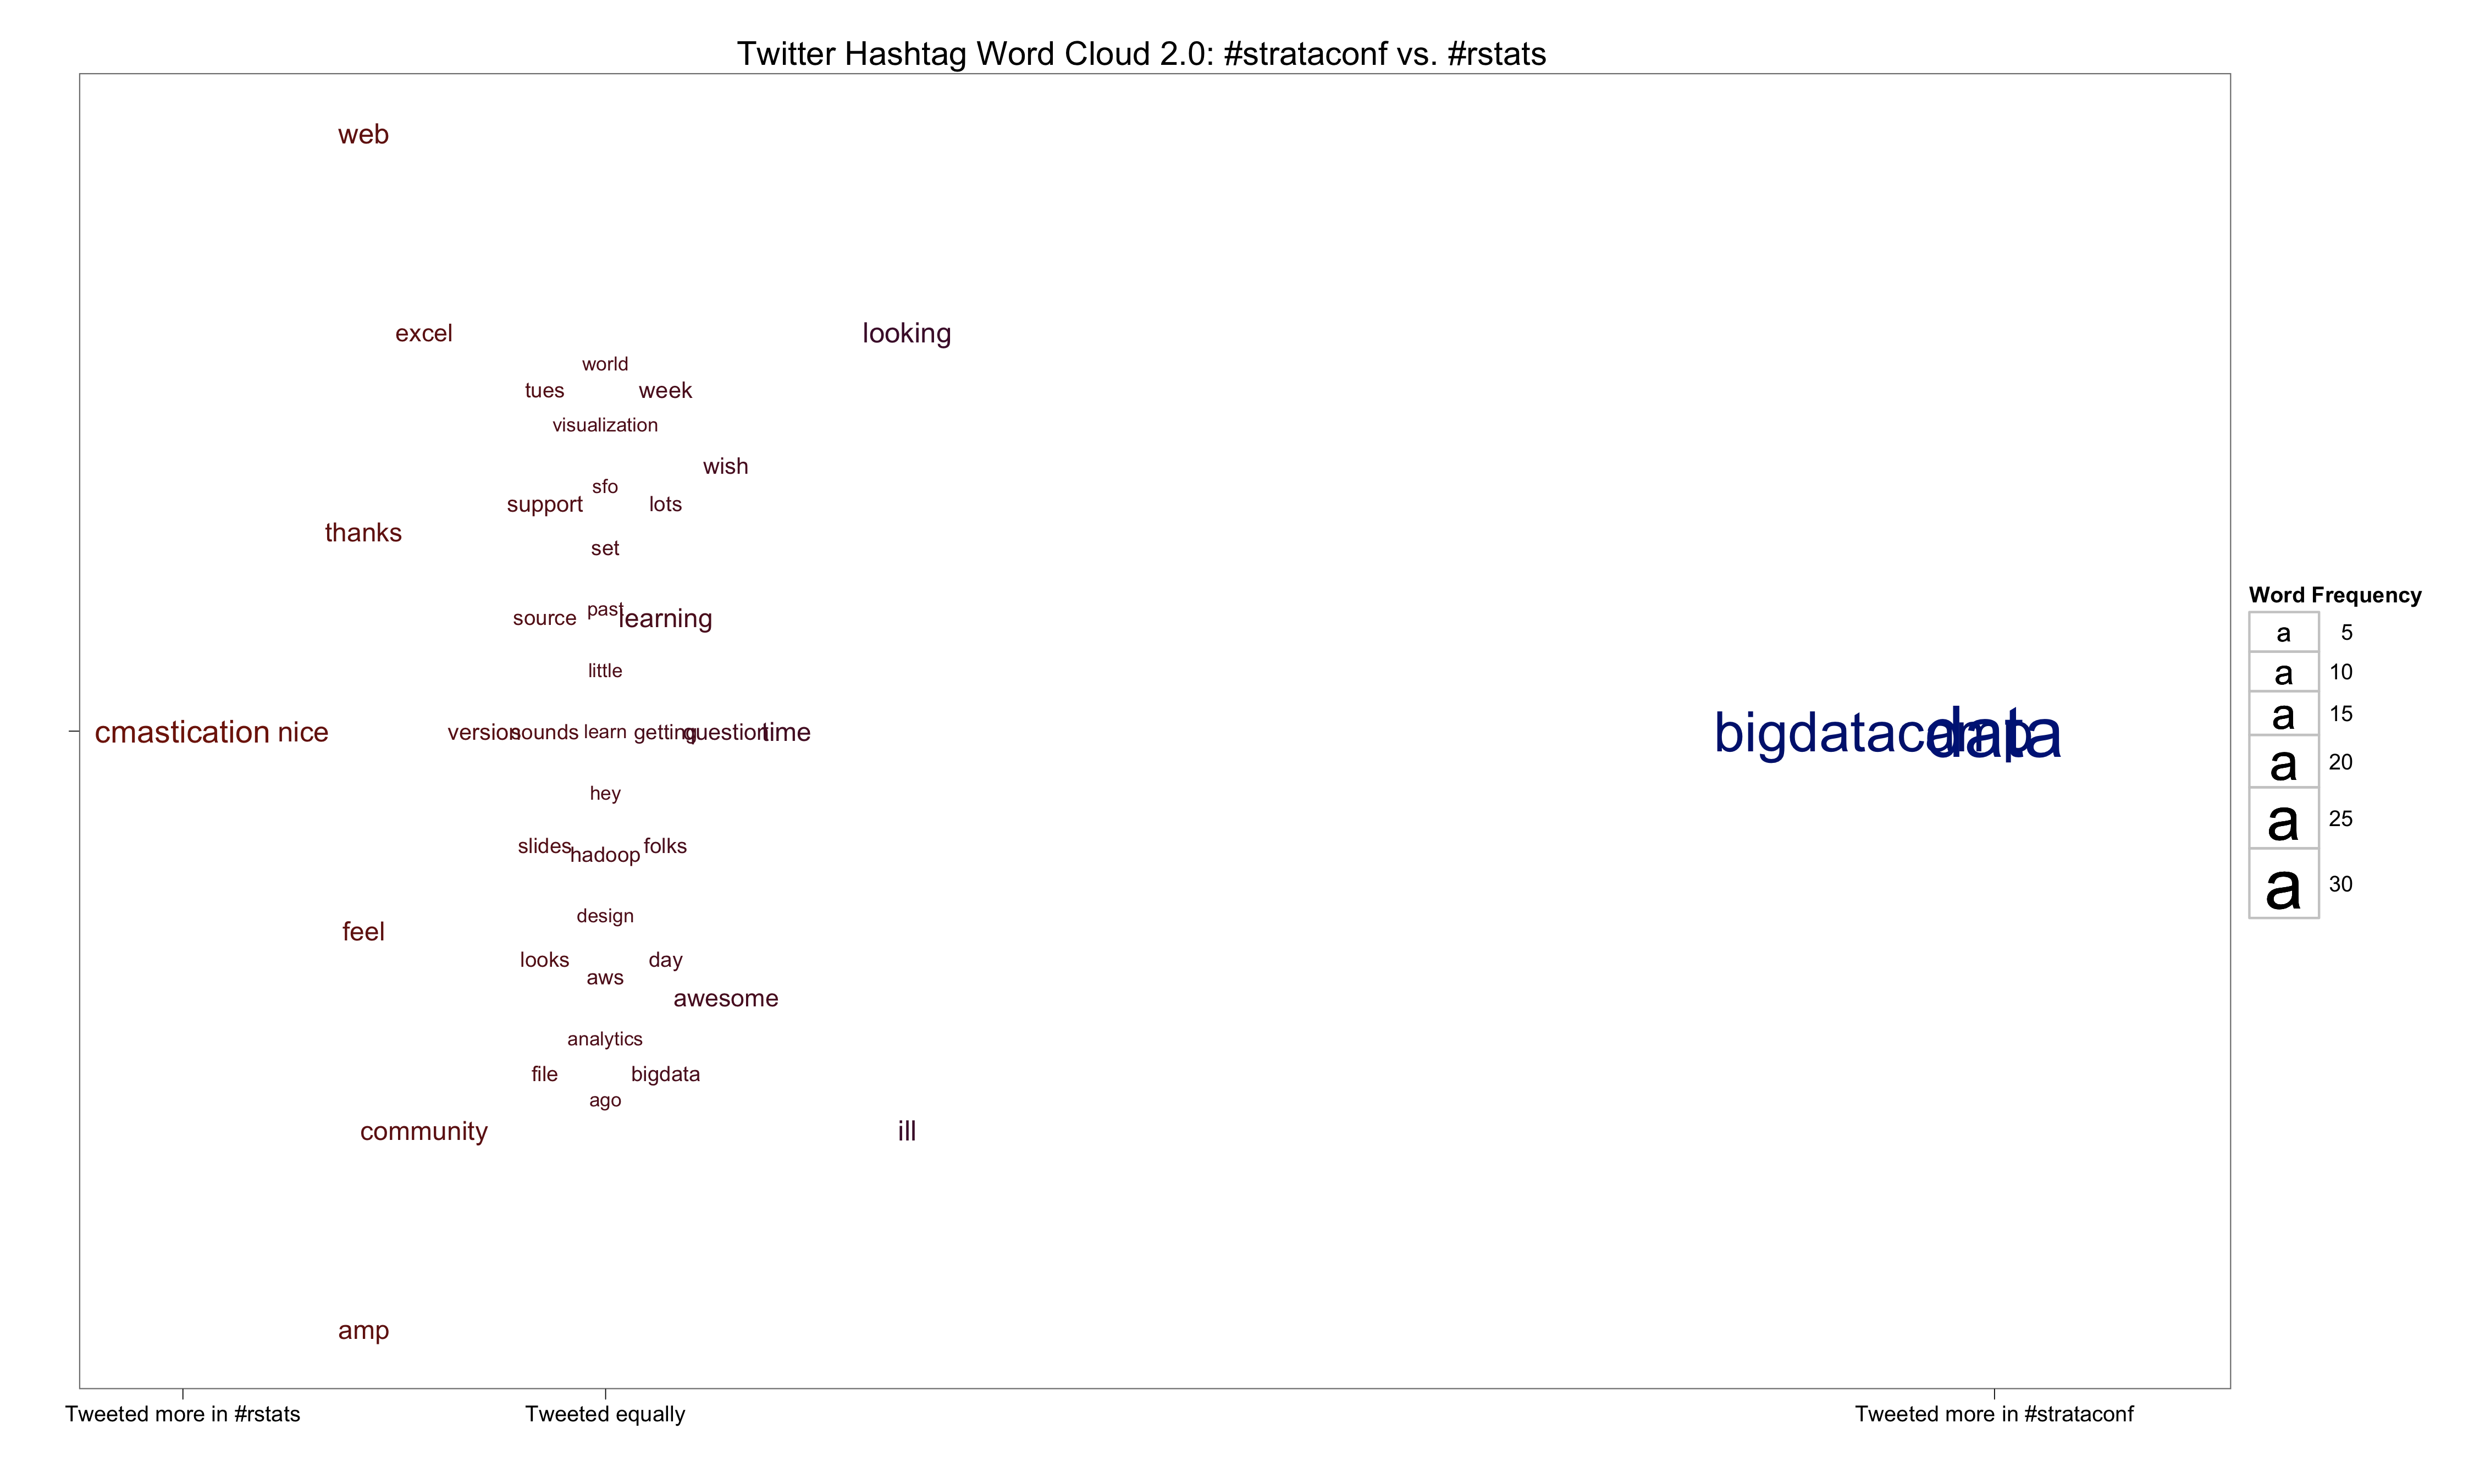 Twitter Hashtag Word Cloud 2.0: #strataconf vs. #rstats
web
excel
looking
world
tues
week
visualization
wish
sfo
support
lots
thanks
set
past
source
learning
little
cmastication nice version sounds learn getting question time bigdatacamp data
hey
slides
folks
hadoop
design
feel
looks
day
aws
awesome
analytics
file
bigdata
ago
community
ill
amp
Tweeted more in #rstats
Tweeted equally
Tweeted more in #strataconf
Word Frequency
a 5
a 10
a 15
a 20
a 25
a 30